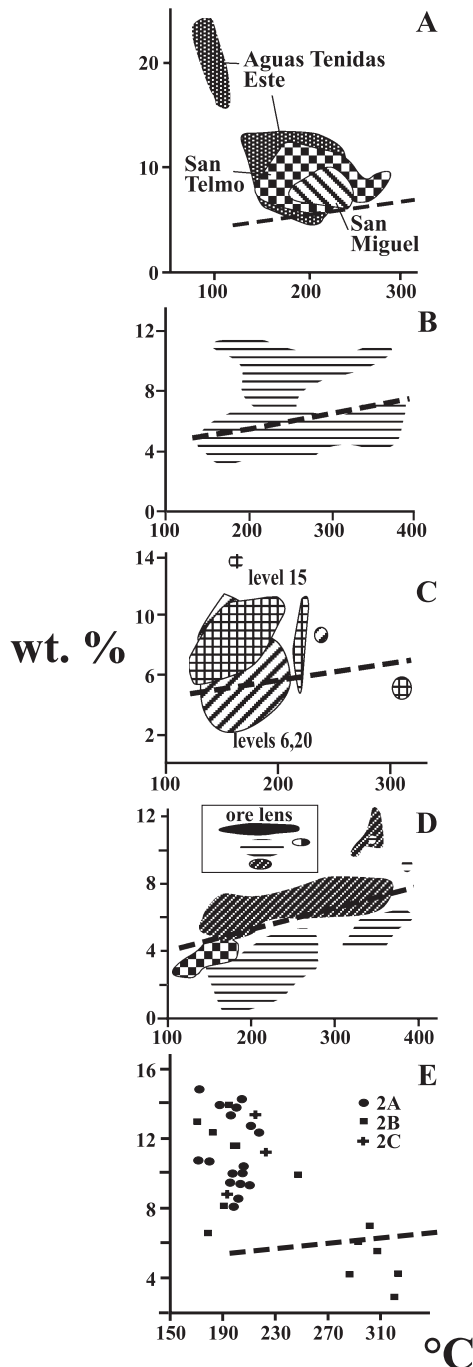 A
20
Aguas Tenidas
Este
10
San
Telmo
San
Miguel
0
100 200 300
B
12
8
4
0
100 200 300 400
C
14
level 15
10
wt. %
6
levels 6,20
2
100 200 300
D
12
ore lens
8
4
0
100 200 300 400
E
16
2A
2B
2C
12
8
4
150 190 230 270 310
°C